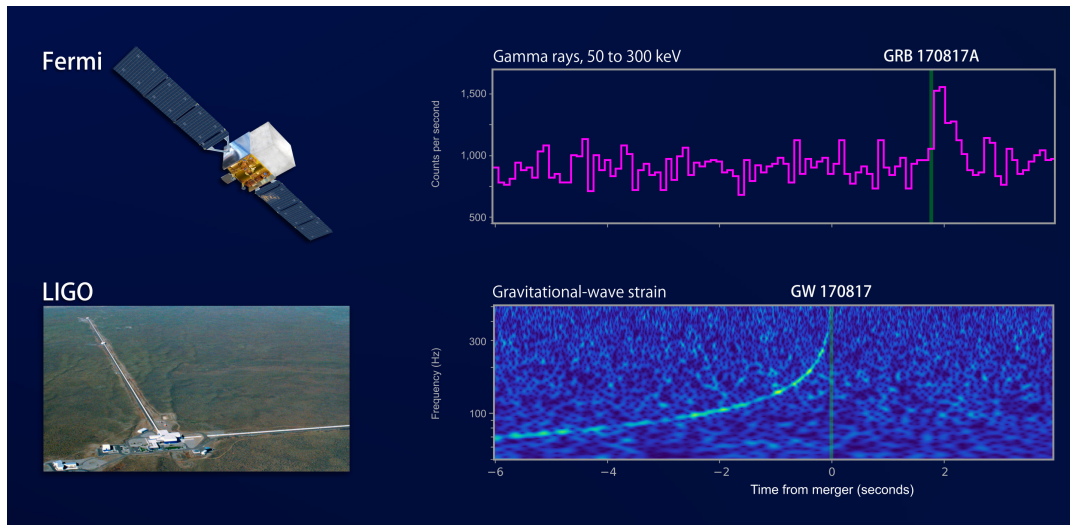 Fermi
Gamma rays, 50 to 300 keV
GRB 170817A
Counts per second
1,500
1,000
500
LIGO
Gravitational-wave strain
GW 170817
Frequency (Hz)
300
100
−6
−4
−2
0
2
Time from merger (seconds)